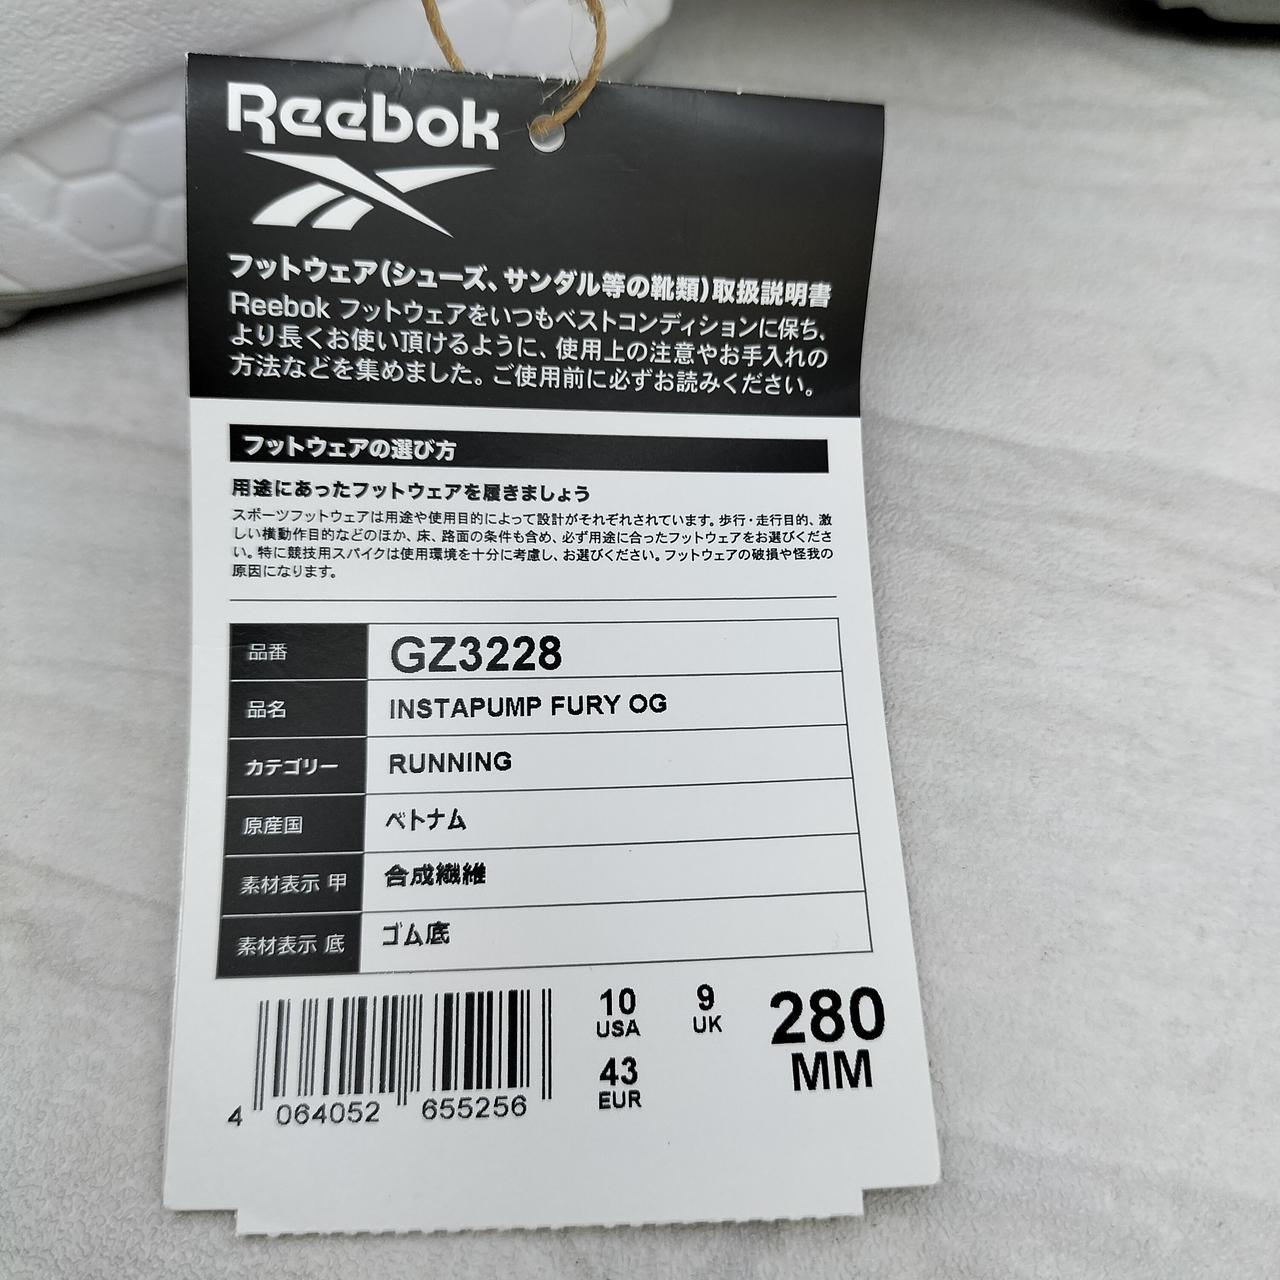 Reebok
フットウェア(シューズ、サンダル等の靴類)取扱説明書
Reebok フットウェアをいつもベストコンディションに保ち、
より長くお使い頂けるように、使用上の注意やお手入れの
方法などを集めました。ご使用前に必ずお読みください。
フットウェアの選び方
用途にあったフットウェアを履きましょう
スポーツフットウェアは用途や使用目的によって設計がそれぞれされています。歩行・走行目的、激
しい横動作目的などのほか、床、路面の条件も含め、必ず用途に合ったフットウェアをお選びくださ
い。特に競技用スパイクは使用環境を十分に考慮し、お選びください。フットウェアの破損や怪我の
原因になります。
品番 GZ3228
品名 INSTAPUMP FURY OG
カテゴリー RUNNING
原産国 ベトナム
素材表示 甲 合成繊維
素材表示 底 ゴム底
10 USA 9 UK 280 MM
43 EUR
4 064052 655256